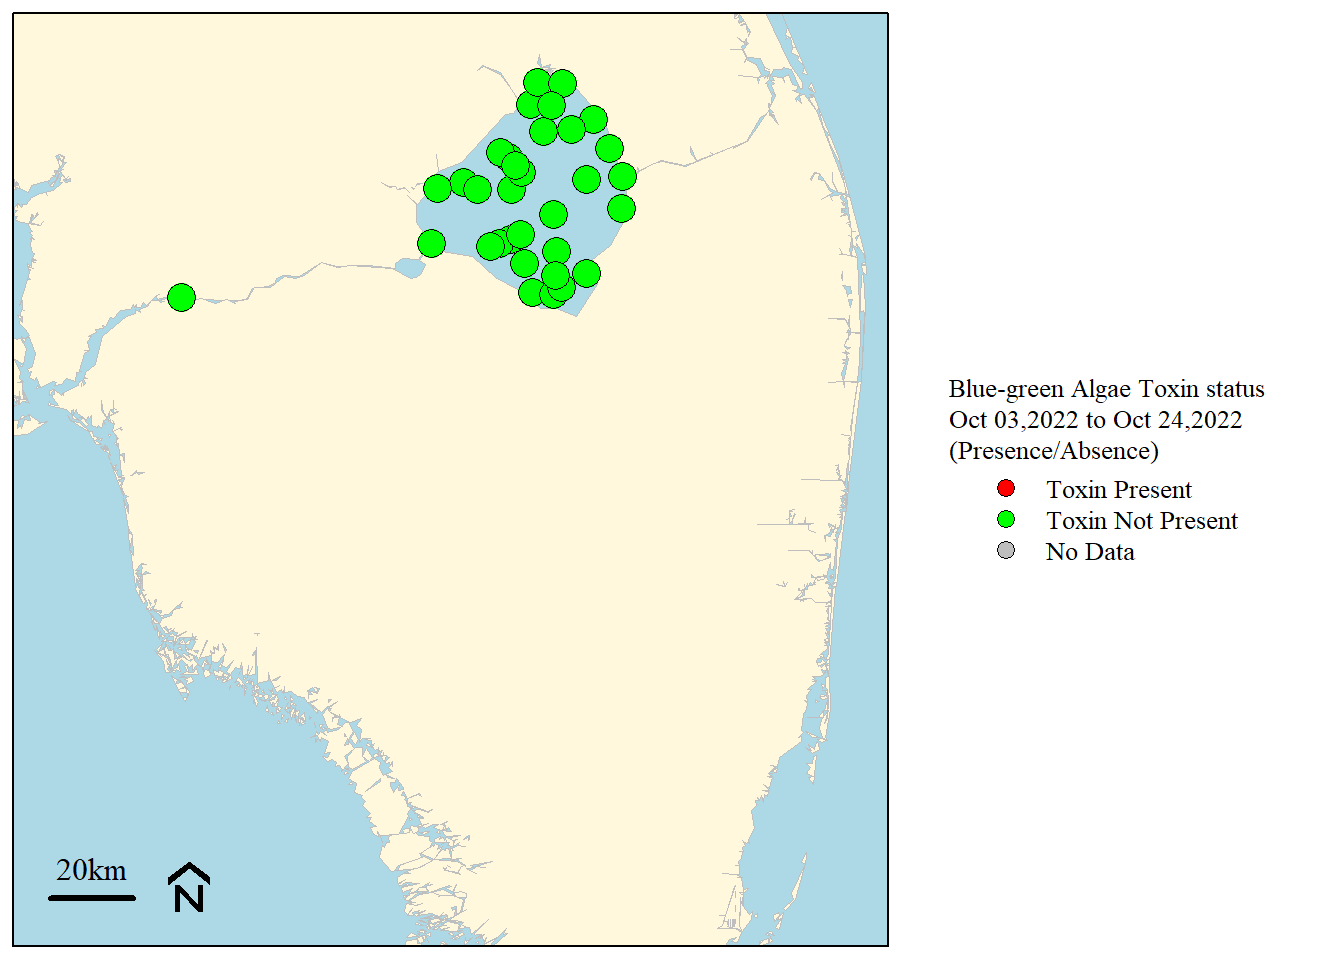 Blue-green Algae Toxin status
Oct 03,2022 to Oct 24,2022
(Presence/Absence)
Toxin Present
Toxin Not Present
No Data
20km
N